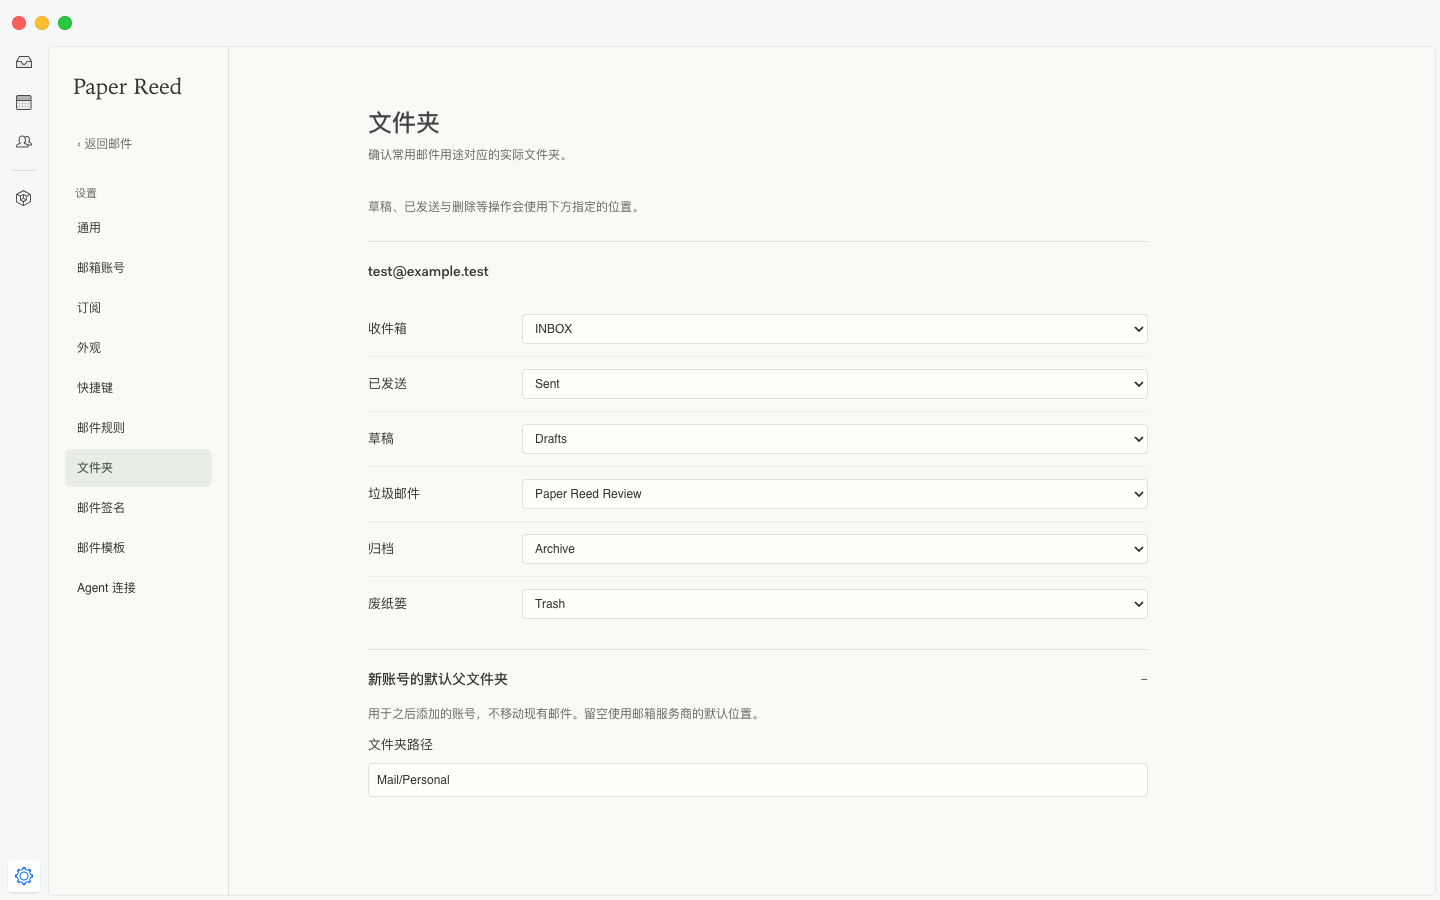 Paper Reed
‹ 返回邮件
设置
通用
邮箱账号
订阅
外观
快捷键
邮件规则
文件夹
邮件签名
邮件模板
Agent 连接
文件夹
确认常用邮件用途对应的实际文件夹。
草稿、已发送与删除等操作会使用下方指定的位置。
test@example.test
收件箱 INBOX
已发送 Sent
草稿 Drafts
垃圾邮件 Paper Reed Review
归档 Archive
废纸篓 Trash
新账号的默认父文件夹 −
用于之后添加的账号，不移动现有邮件。留空使用邮箱服务商的默认位置。
文件夹路径
Mail/Personal